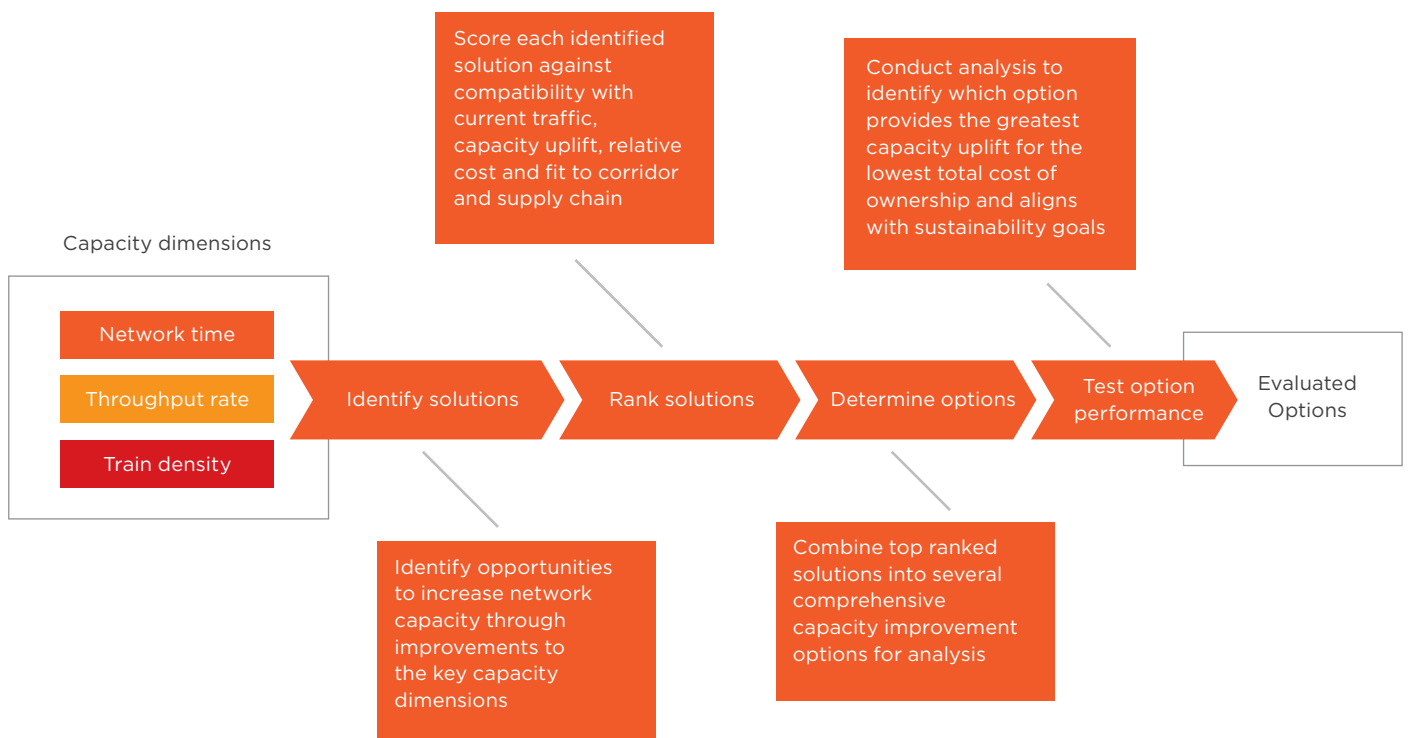 Score each identified
solution against
compatibility with
current traffic,
capacity uplift, relative
cost and fit to corridor
and supply chain
Conduct analysis to
identify which option
provides the greatest
capacity uplift for the
lowest total cost of
ownership and aligns
with sustainability goals
Capacity dimensions
Network time
Throughput rate
Train density
Identify solutions
Rank solutions
Determine options
Test option
performance
Evaluated
Options
Identify opportunities
to increase network
capacity through
improvements to
the key capacity
dimensions
Combine top ranked
solutions into several
comprehensive
capacity improvement
options for analysis